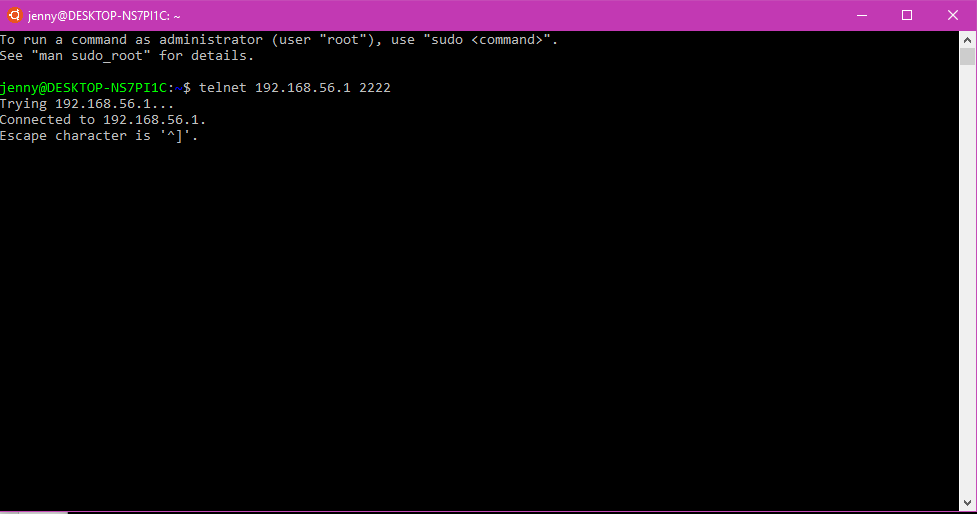 jenny@DESKTOP-NS7PI1C: ~
To run a command as administrator (user "root"), use "sudo <command>".
See "man sudo_root" for details.
jenny@DESKTOP-NS7PI1C:~$ telnet 192.168.56.1 2222
Trying 192.168.56.1...
Connected to 192.168.56.1.
Escape character is '^]'.